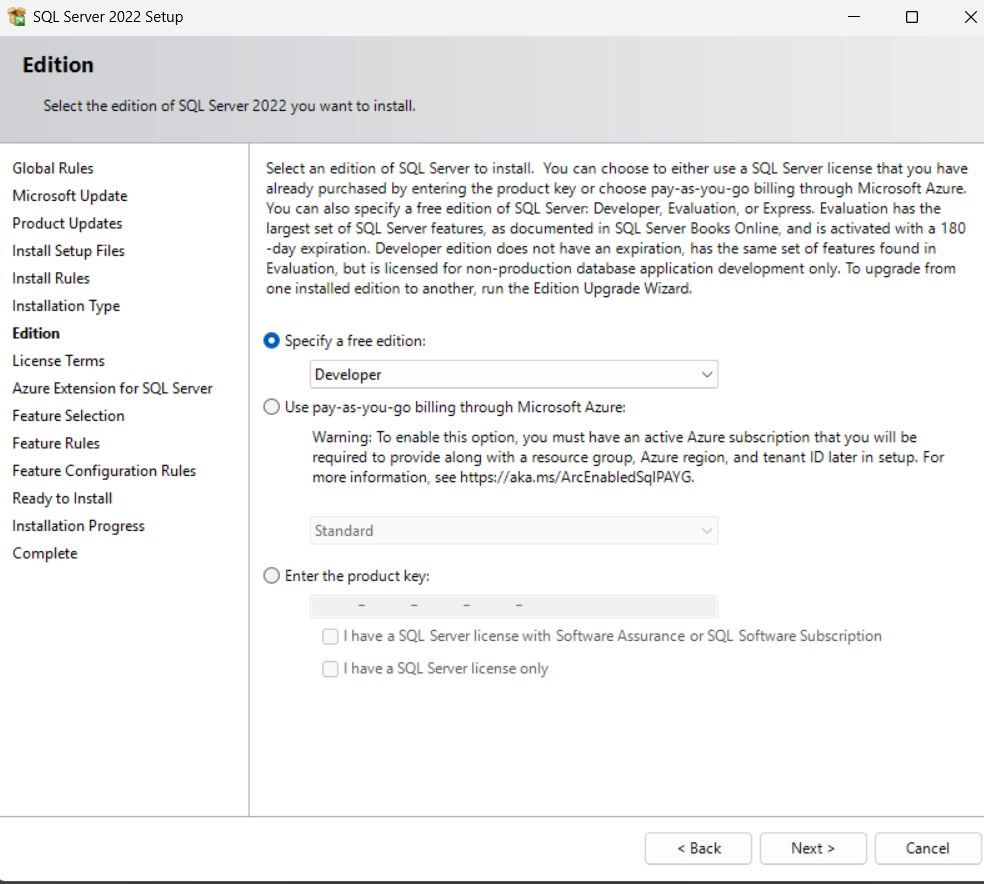 SQL Server 2022 Setup
Edition
Select the edition of SQL Server 2022 you want to install.
Global Rules
Microsoft Update
Product Updates
Install Setup Files
Install Rules
Installation Type
Edition
License Terms
Azure Extension for SQL Server
Feature Selection
Feature Rules
Feature Configuration Rules
Ready to Install
Installation Progress
Complete
Select an edition of SQL Server to install.  You can choose to either use a SQL Server license that you have
already purchased by entering the product key or choose pay-as-you-go billing through Microsoft Azure.
You can also specify a free edition of SQL Server: Developer, Evaluation, or Express. Evaluation has the
largest set of SQL Server features, as documented in SQL Server Books Online, and is activated with a 180
-day expiration. Developer edition does not have an expiration, has the same set of features found in
Evaluation, but is licensed for non-production database application development only. To upgrade from
one installed edition to another, run the Edition Upgrade Wizard.
Specify a free edition:
Developer
Use pay-as-you-go billing through Microsoft Azure:
Warning: To enable this option, you must have an active Azure subscription that you will be
required to provide along with a resource group, Azure region, and tenant ID later in setup. For
more information, see https://aka.ms/ArcEnabledSqlPAYG.
Standard
Enter the product key:
– – – –
I have a SQL Server license with Software Assurance or SQL Software Subscription
I have a SQL Server license only
< Back
Next >
Cancel